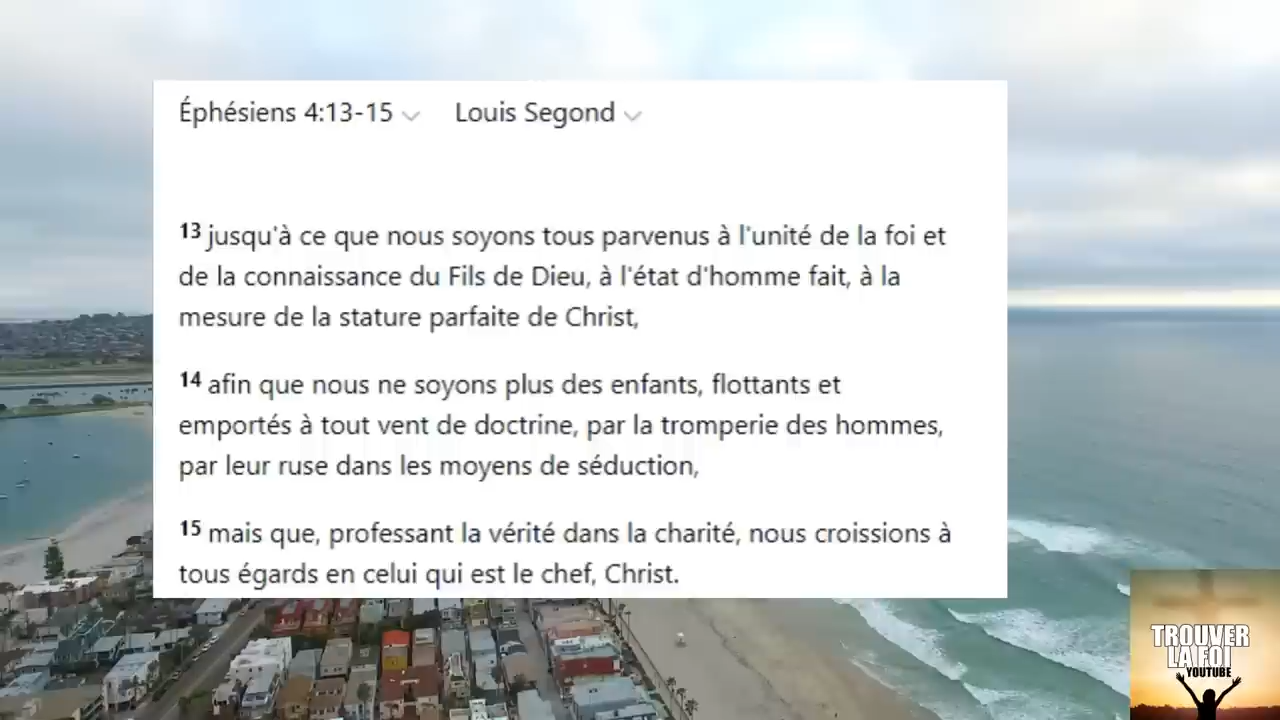 Éphésiens 4:13-15 Louis Segond
13 jusqu'à ce que nous soyons tous parvenus à l'unité de la foi et
de la connaissance du Fils de Dieu, à l'état d'homme fait, à la
mesure de la stature parfaite de Christ,
14 afin que nous ne soyons plus des enfants, flottants et
emportés à tout vent de doctrine, par la tromperie des hommes,
par leur ruse dans les moyens de séduction,
15 mais que, professant la vérité dans la charité, nous croissions à
tous égards en celui qui est le chef, Christ.
TROUVER
LA FOI
YOUTUBE